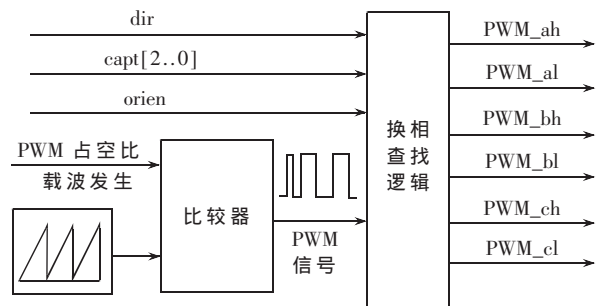 dir
capt[2..0]
orien
PWM 占空比
载波发生
比较器
PWM
信号
换相
查找
逻辑
PWM_ah
PWM_al
PWM_bh
PWM_bl
PWM_ch
PWM_cl